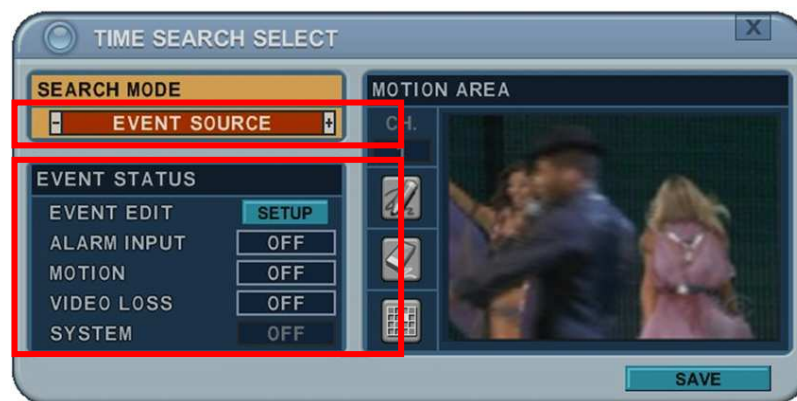 TIME SEARCH SELECT
X
SEARCH MODE
- EVENT SOURCE +
EVENT STATUS
EVENT EDIT SETUP
ALARM INPUT OFF
MOTION OFF
VIDEO LOSS OFF
SYSTEM OFF
MOTION AREA
CH.
SAVE